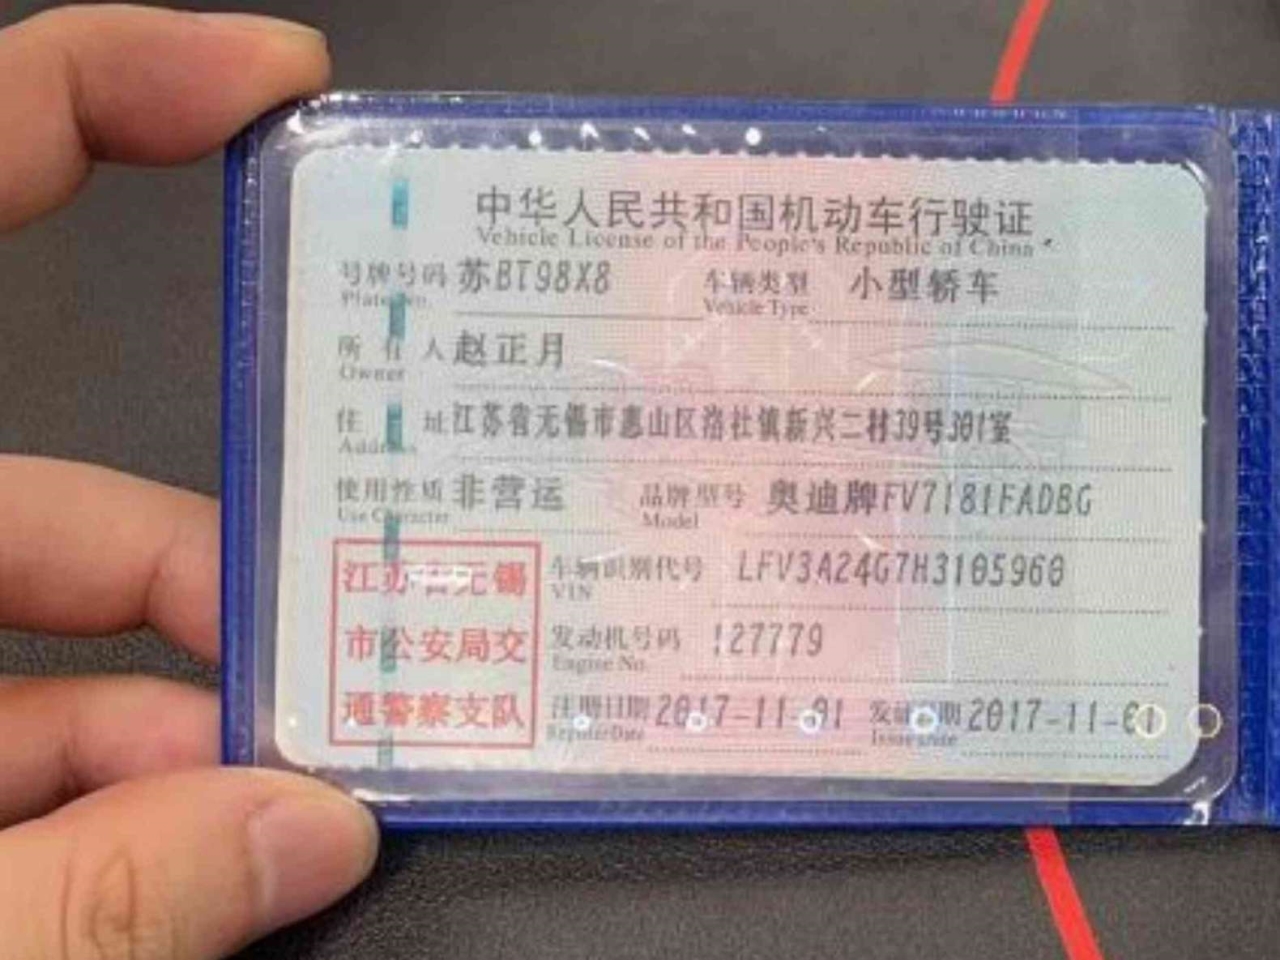 中华人民共和国机动车行驶证
Vehicle License of the People's Republic of China
号牌号码 苏BT98X8 车辆类型 小型轿车
Plate No. Vehicle Type
所有人 赵正月
Owner
住址 江苏省无锡市惠山区洛社镇新兴二村39号301室
Address
使用性质 非营运 品牌型号 奥迪牌FV7181FADBG
Use Character Model
江苏省无锡
市公安局交
通警察支队
车辆识别代号 LFV3A24G7H3105960
VIN
发动机号码 127779
Engine No.
注册日期 2017-11-01 发证日期 2017-11-01
Register Date Issue Date